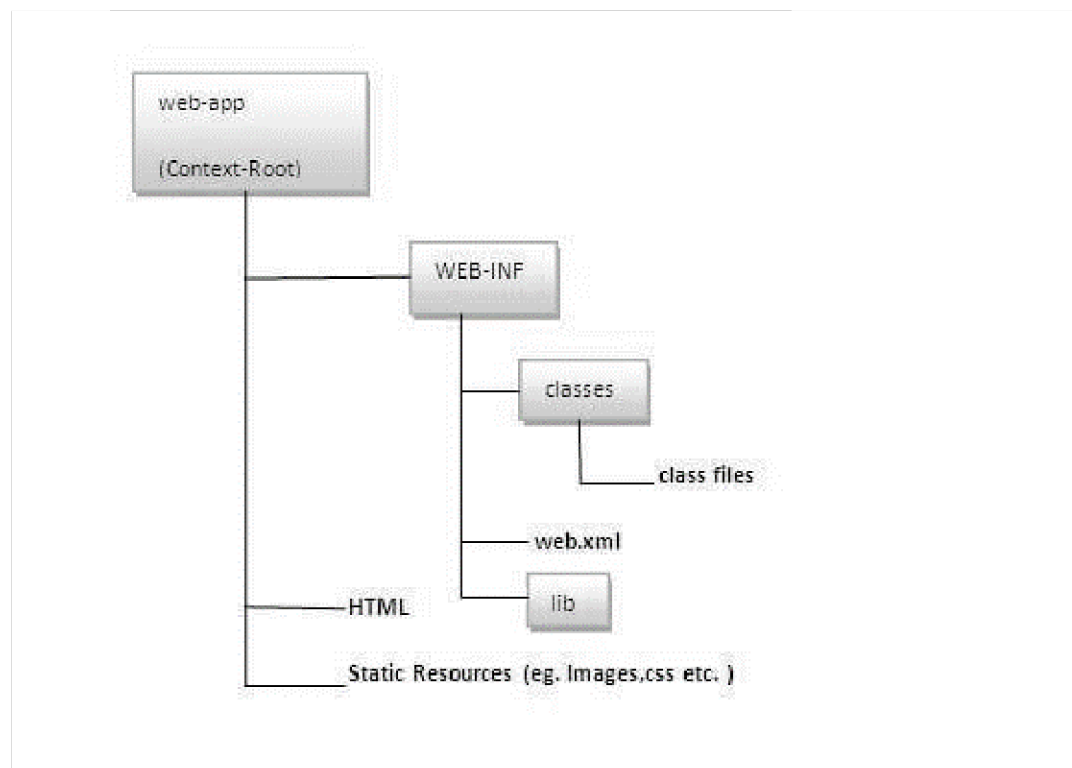 web-app
(Context-Root)
WEB-INF
classes
class files
web.xml
lib
HTML
Static Resources (eg. Images,css etc. )